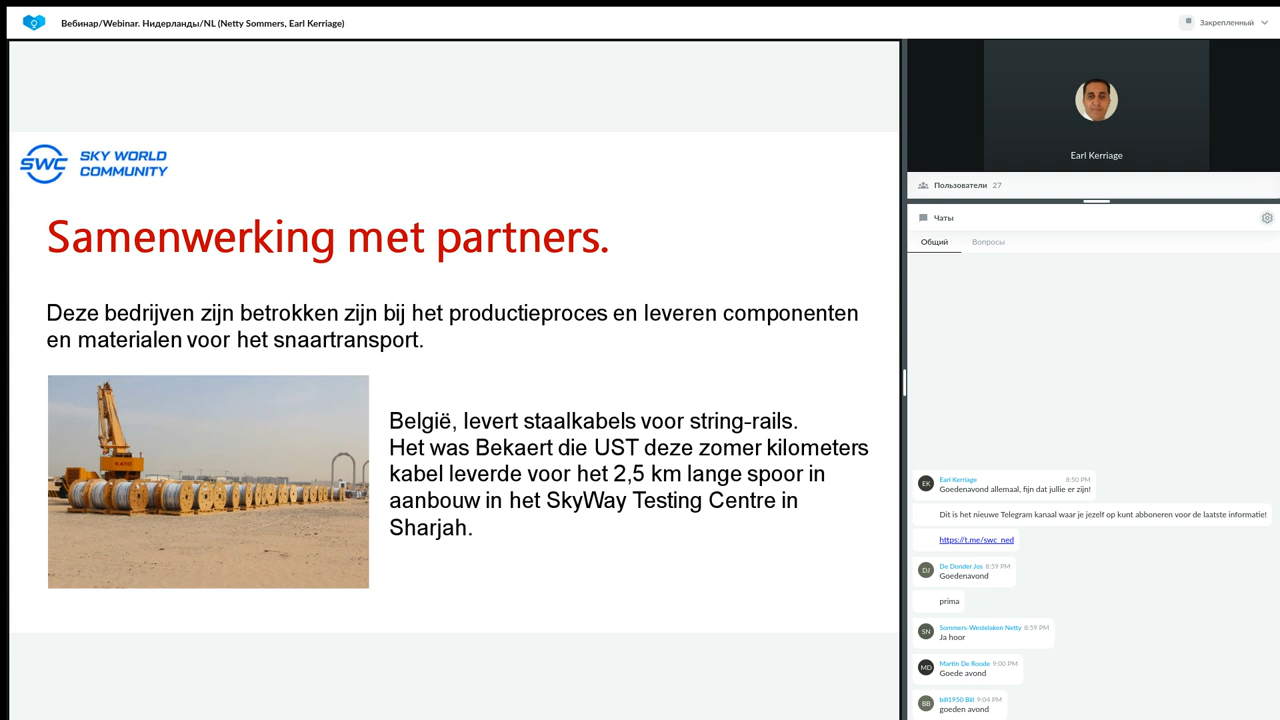 Вебинар/Webinar. Нидерланды/NL (Netty Sommers, Earl Kerriage)
Закрепленный
SWC
SKY WORLD
COMMUNITY
Samenwerking met partners.
Deze bedrijven zijn betrokken zijn bij het productieproces en leveren componenten
en materialen voor het snaartransport.
KATO
België, levert staalkabels voor string-rails.
Het was Bekaert die UST deze zomer kilometers
kabel leverde voor het 2,5 km lange spoor in
aanbouw in het SkyWay Testing Centre in
Sharjah.
Earl Kerriage
Пользователи 27
Чаты
Общий Вопросы
EK
Earl Kerriage 8:50 PM
Goedenavond allemaal, fijn dat jullie er zijn!
Dit is het nieuwe Telegram kanaal waar je jezelf op kunt abboneren voor de laatste informatie!
https://t.me/swc_ned
DJ
De Donder Jos 8:59 PM
Goedenavond
prima
SN
Sommers-Westelaken Netty 8:59 PM
Ja hoor
MD
Martin De Roode 9:00 PM
Goede avond
BB
bill1950 Bill 9:04 PM
goeden avond